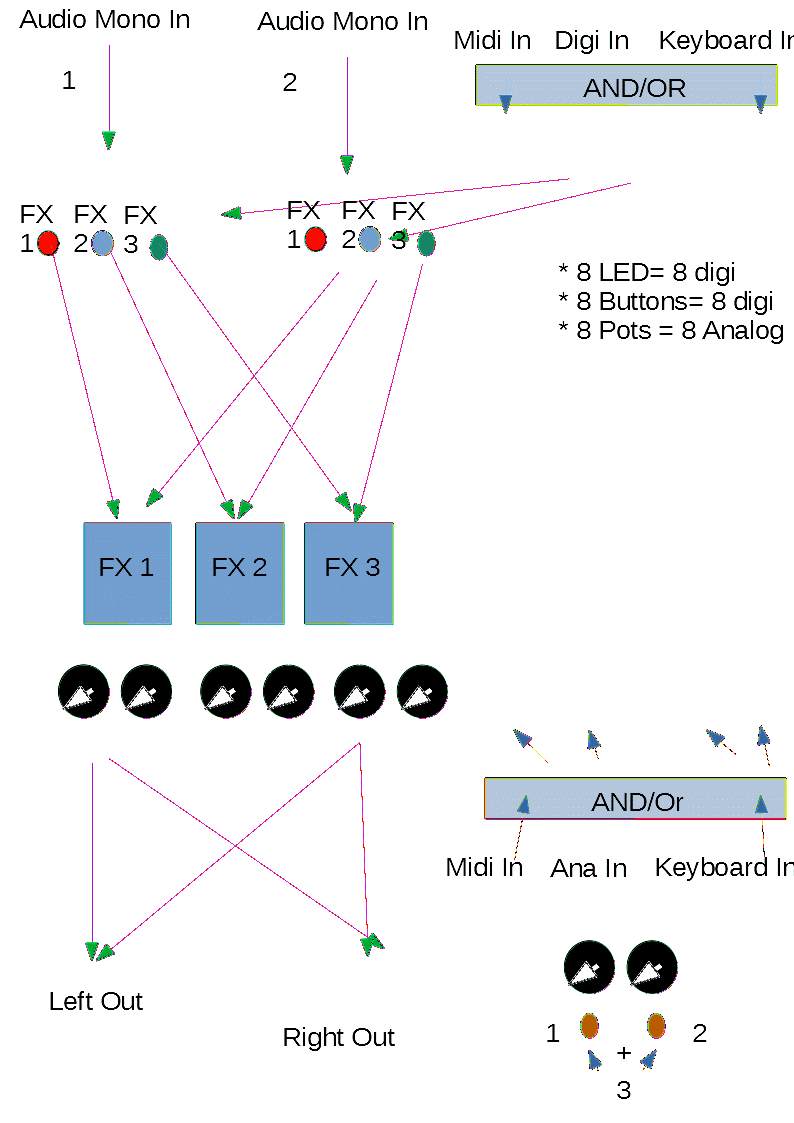 Audio Mono In
Audio Mono In
1
2
Midi In Digi In Keyboard In
AND/OR
FX FX FX
1 2 3
FX FX FX
1 2 3
* 8 LED= 8 digi
* 8 Buttons= 8 digi
* 8 Pots = 8 Analog
FX 1 FX 2 FX 3
AND/Or
Midi In Ana In Keyboard In
Left Out
Right Out
1 2
+
3